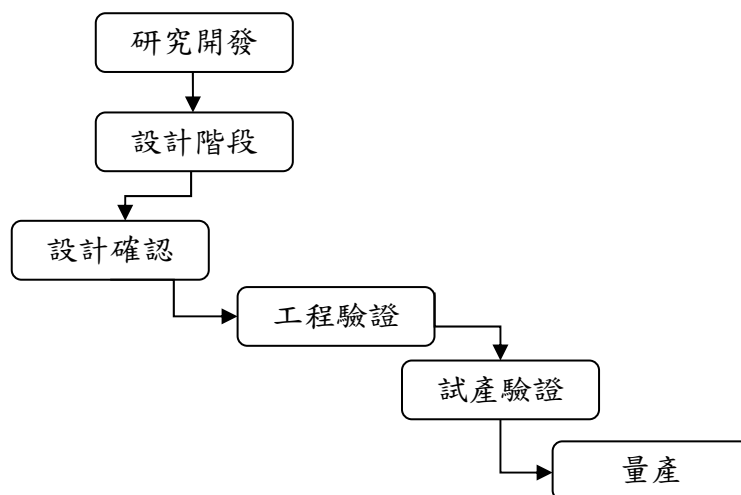 研究開發
設計階段
設計確認
工程驗證
試產驗證
量產